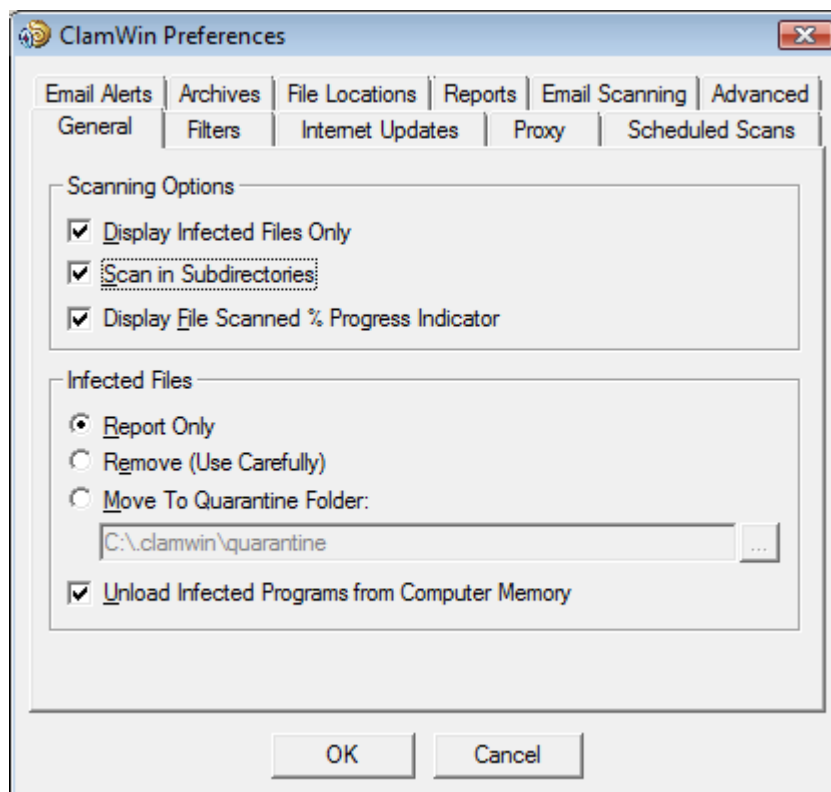 ClamWin Preferences
Email Alerts Archives File Locations Reports Email Scanning Advanced
General Filters Internet Updates Proxy Scheduled Scans
Scanning Options
Display Infected Files Only
Scan in Subdirectories
Display File Scanned % Progress Indicator
Infected Files
Report Only
Remove (Use Carefully)
Move To Quarantine Folder:
C:\.clamwin\quarantine
...
Unload Infected Programs from Computer Memory
OK Cancel